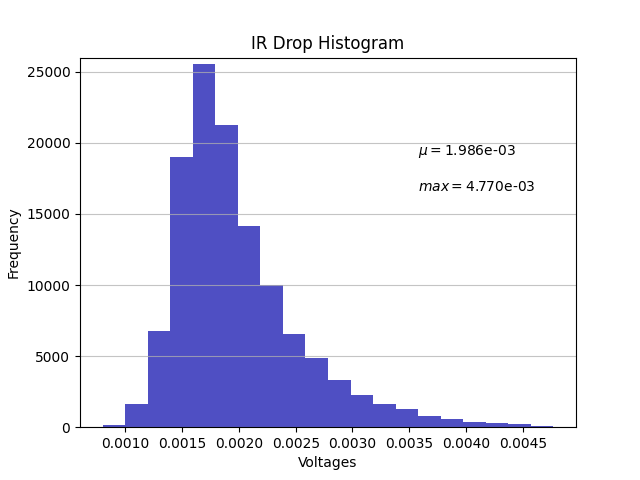 IR Drop Histogram
25000
20000
15000
10000
5000
0
Frequency
μ = 1.986e-03
max = 4.770e-03
0.0010 0.0015 0.0020 0.0025 0.0030 0.0035 0.0040 0.0045
Voltages